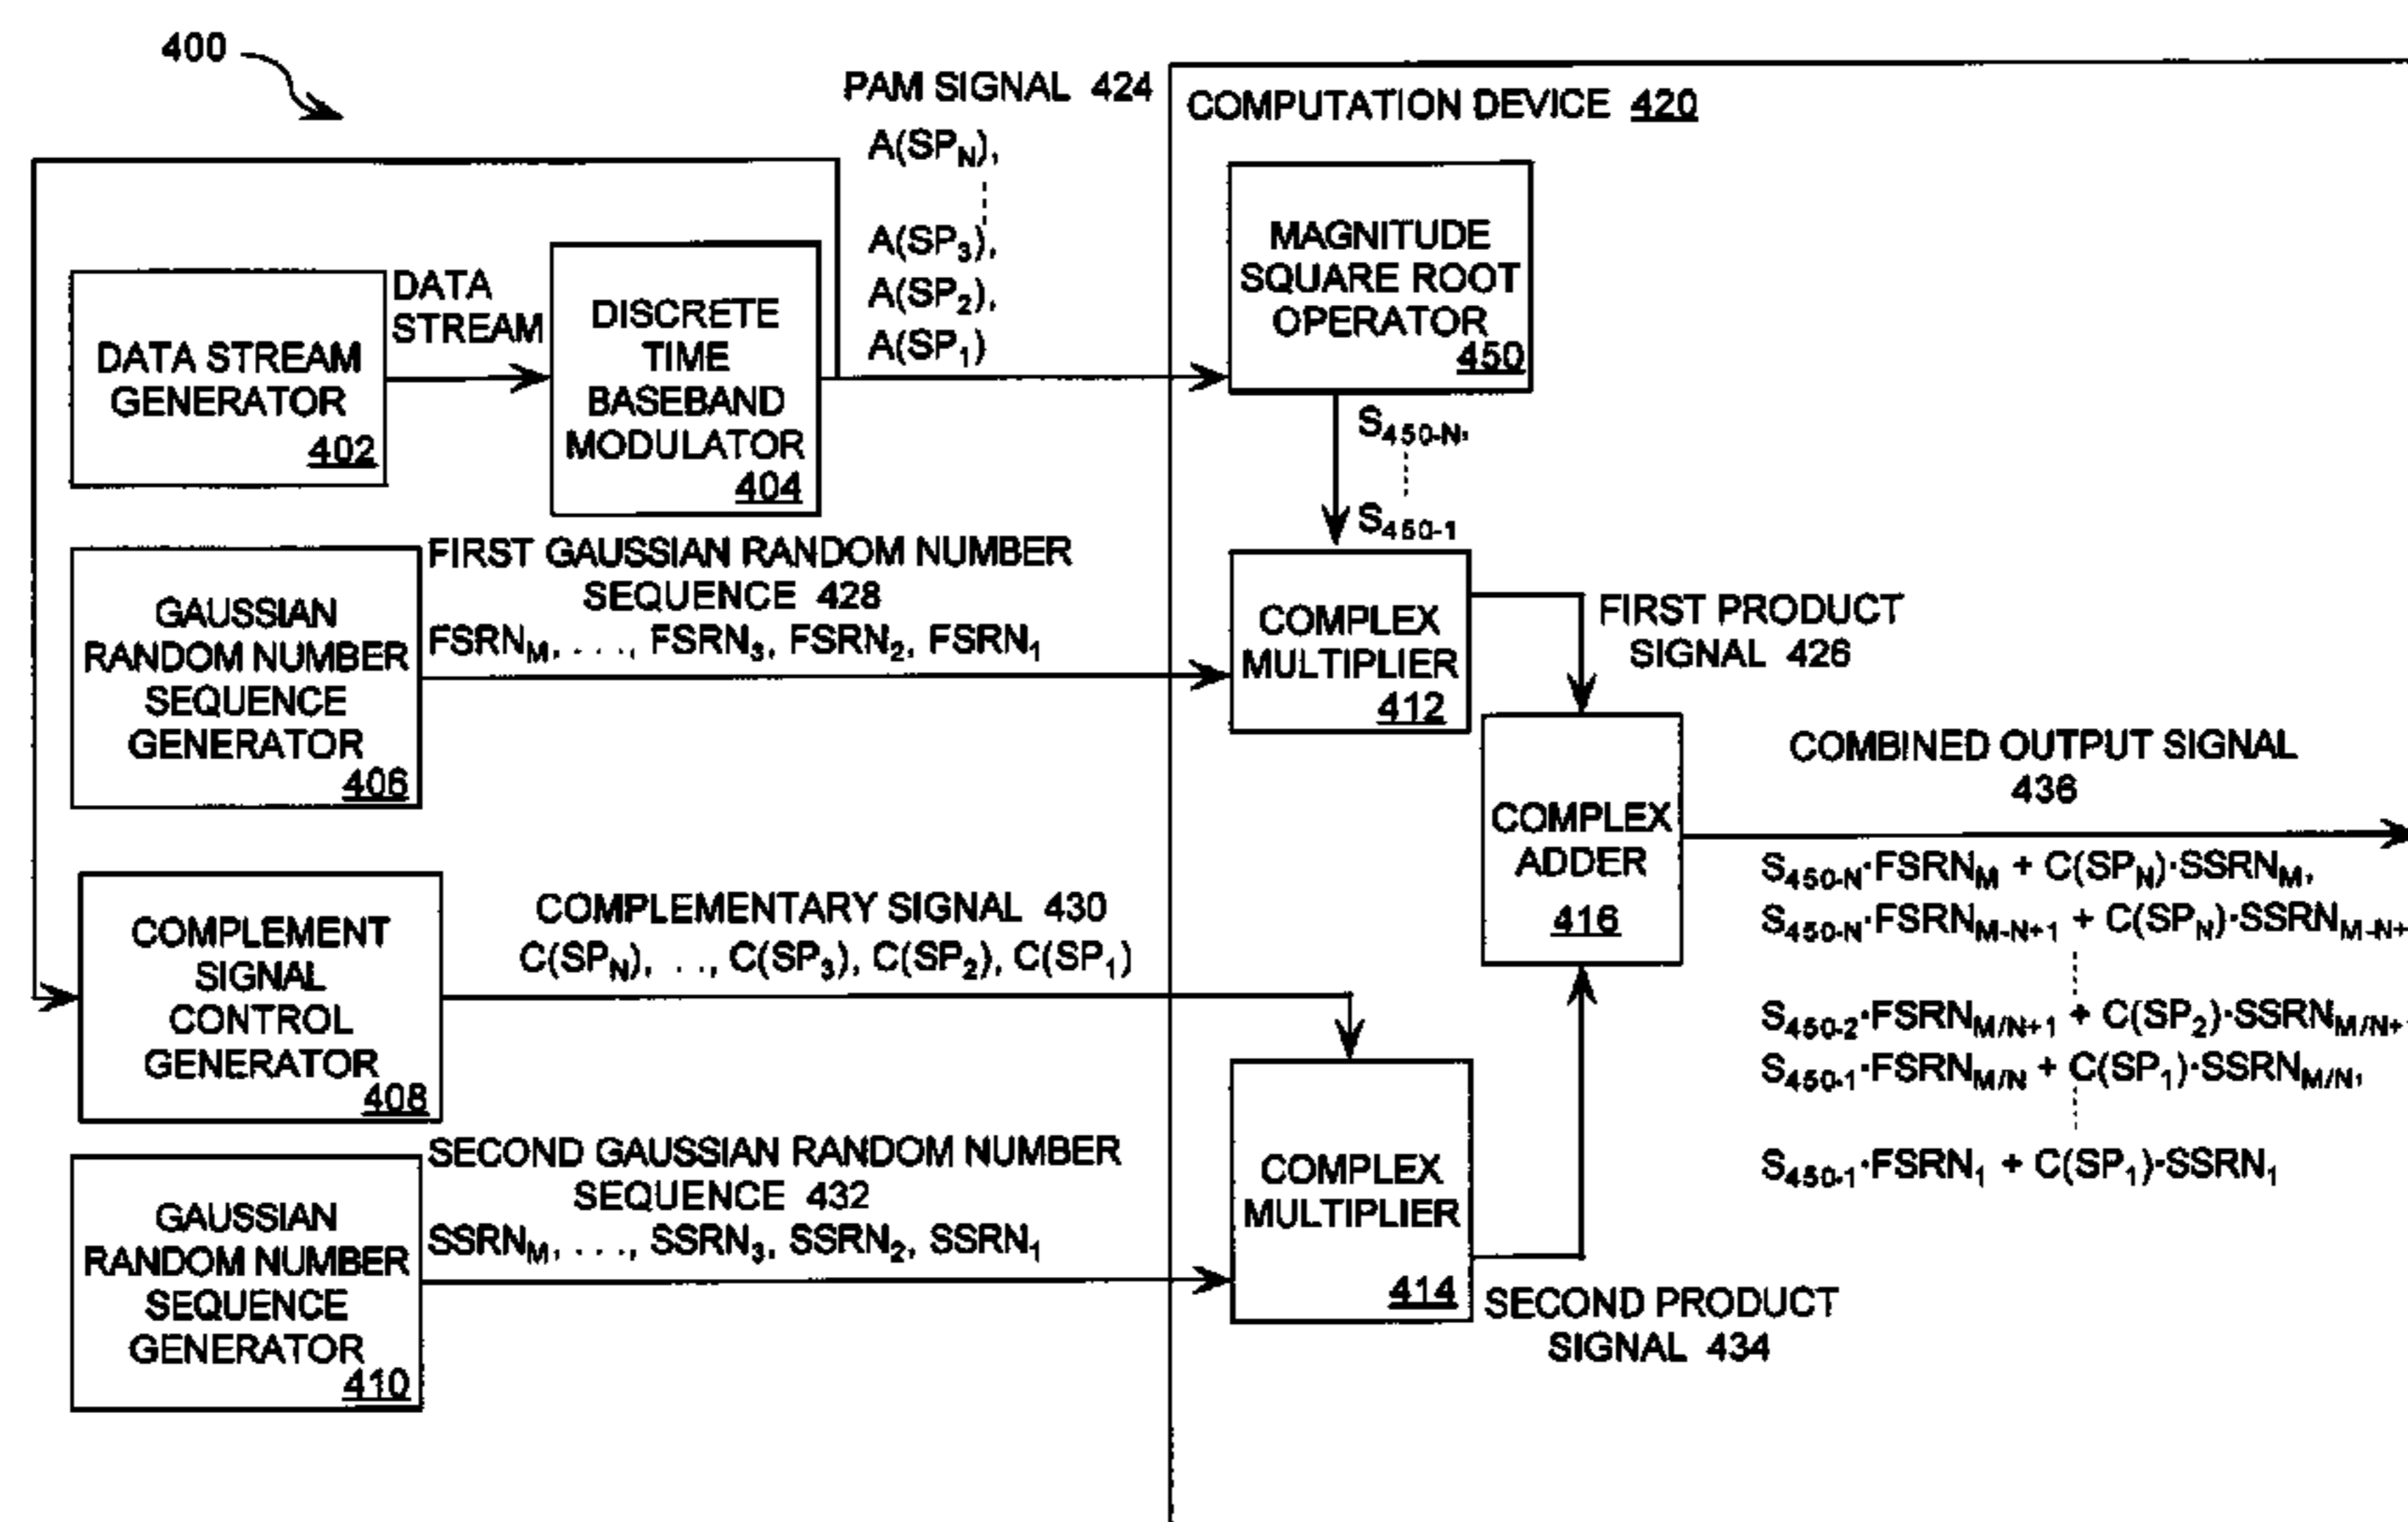 400
PAM SIGNAL 424
A(SP_N),
A(SP_3),
A(SP_2),
A(SP_1)
COMPUTATION DEVICE 420
MAGNITUDE
SQUARE ROOT
OPERATOR
450
DATA STREAM
GENERATOR
402
DATA
STREAM
DISCRETE
TIME
BASEBAND
MODULATOR
404
S_450-N,
S_450-1
GAUSSIAN
RANDOM NUMBER
SEQUENCE
GENERATOR
406
FIRST GAUSSIAN RANDOM NUMBER
SEQUENCE 428
FSRN_M, . . ., FSRN_3, FSRN_2, FSRN_1
COMPLEX
MULTIPLIER
412
FIRST PRODUCT
SIGNAL 426
COMPLEX
ADDER
416
COMBINED OUTPUT SIGNAL
436
S_450-N·FSRN_M + C(SP_N)·SSRN_M,
S_450-N·FSRN_M-N+1 + C(SP_N)·SSRN_M-N+
S_450-2·FSRN_M/N+1 + C(SP_2)·SSRN_M/N+
S_450-1·FSRN_M/N + C(SP_1)·SSRN_M/N,
S_450-1·FSRN_1 + C(SP_1)·SSRN_1
COMPLEMENT
SIGNAL
CONTROL
GENERATOR
408
COMPLEMENTARY SIGNAL 430
C(SP_N), . . ., C(SP_3), C(SP_2), C(SP_1)
GAUSSIAN
RANDOM NUMBER
SEQUENCE
GENERATOR
410
SECOND GAUSSIAN RANDOM NUMBER
SEQUENCE 432
SSRN_M, . . ., SSRN_3, SSRN_2, SSRN_1
COMPLEX
MULTIPLIER
414
SECOND PRODUCT
SIGNAL 434